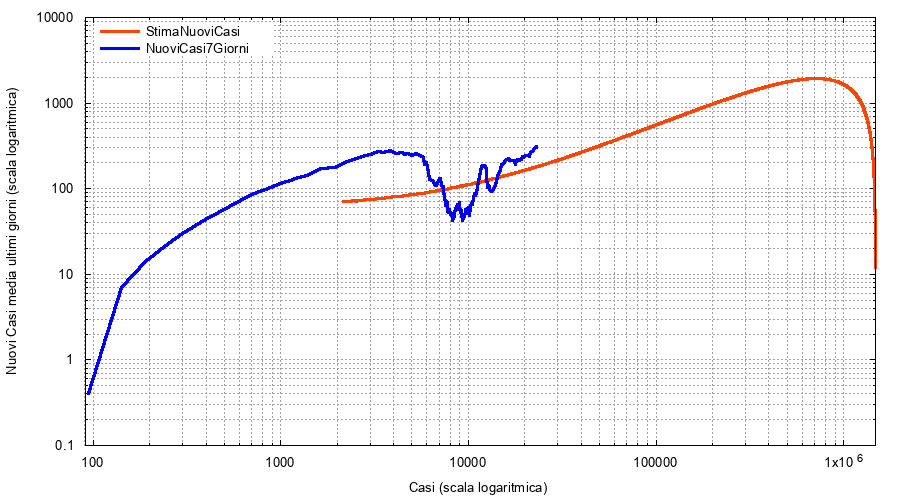 10000
1000
100
10
1
0.1
StimaNuoviCasi
NuoviCasi7Giorni
Nuovi Casi media ultimi giorni (scala logaritmica)
100 1000 10000 100000 1x10 6
Casi (scala logaritmica)